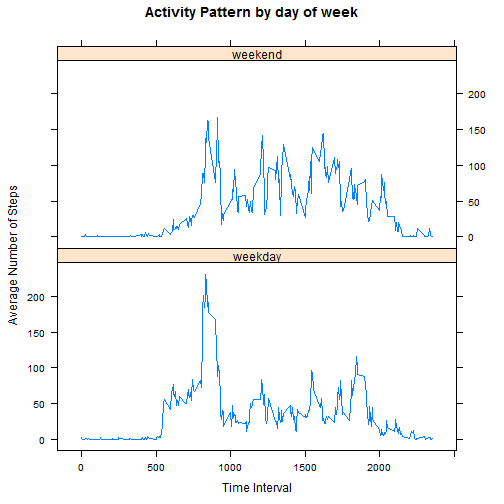 Activity Pattern by day of week
weekend
200
150
100
50
0
weekday
200
150
100
50
0
0 500 1000 1500 2000
Time Interval
Average Number of Steps